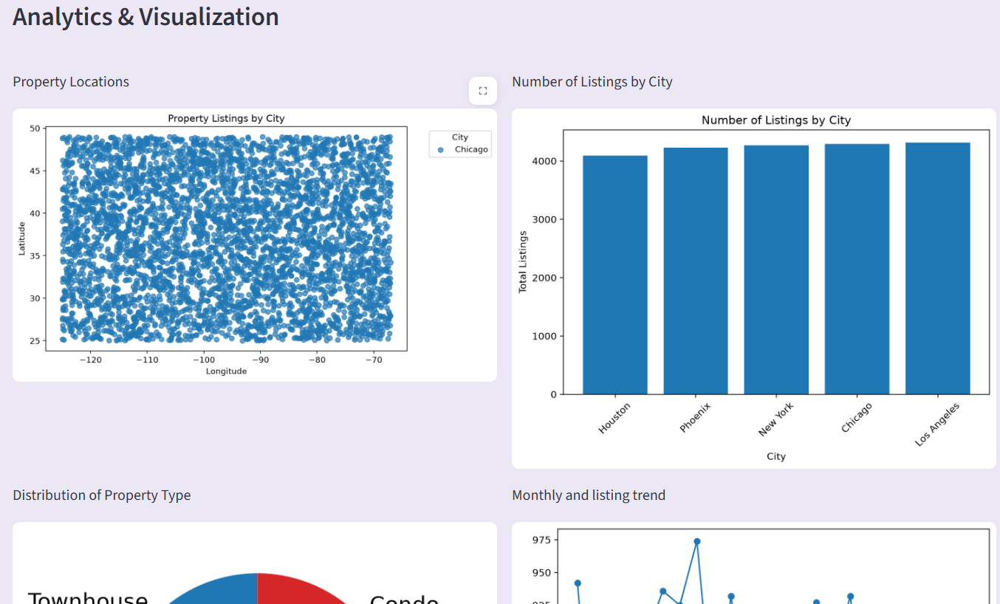 Analytics & Visualization
Property Locations
Number of Listings by City
Property Listings by City
City
Chicago
50
45
40
35
30
25
Latitude
−120
−110
−100
−90
−80
−70
Longitude
Number of Listings by City
4000
3000
2000
1000
0
Total Listings
Houston
Phoenix
New York
Chicago
Los Angeles
City
Distribution of Property Type
Monthly and listing trend
Townhouse
Condo
975
950
925